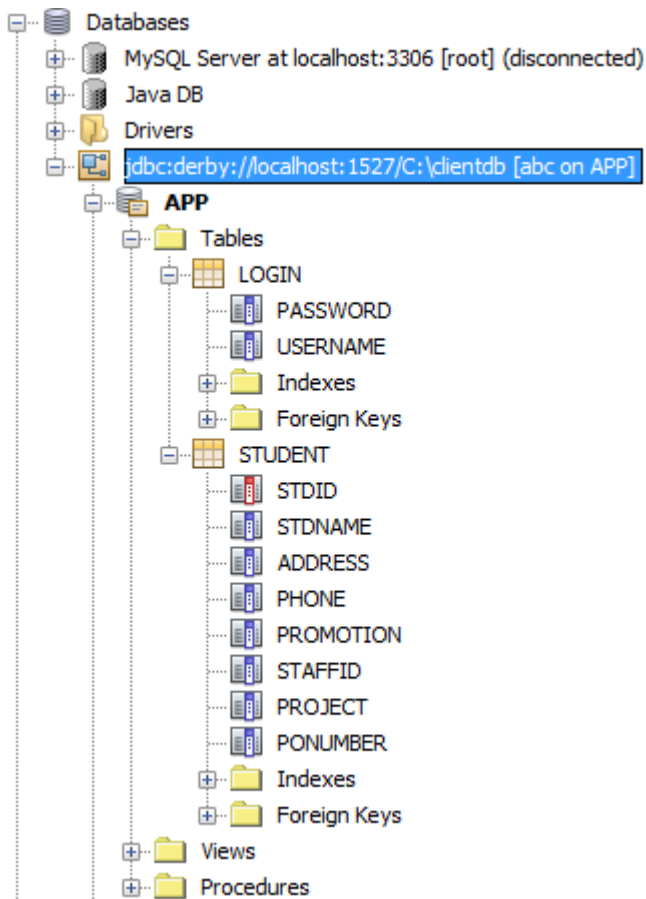 Databases
MySQL Server at localhost:3306 [root] (disconnected)
Java DB
Drivers
jdbc:derby://localhost:1527/C:\clientdb [abc on APP]
APP
Tables
LOGIN
PASSWORD
USERNAME
Indexes
Foreign Keys
STUDENT
STDID
STDNAME
ADDRESS
PHONE
PROMOTION
STAFFID
PROJECT
PONUMBER
Indexes
Foreign Keys
Views
Procedures